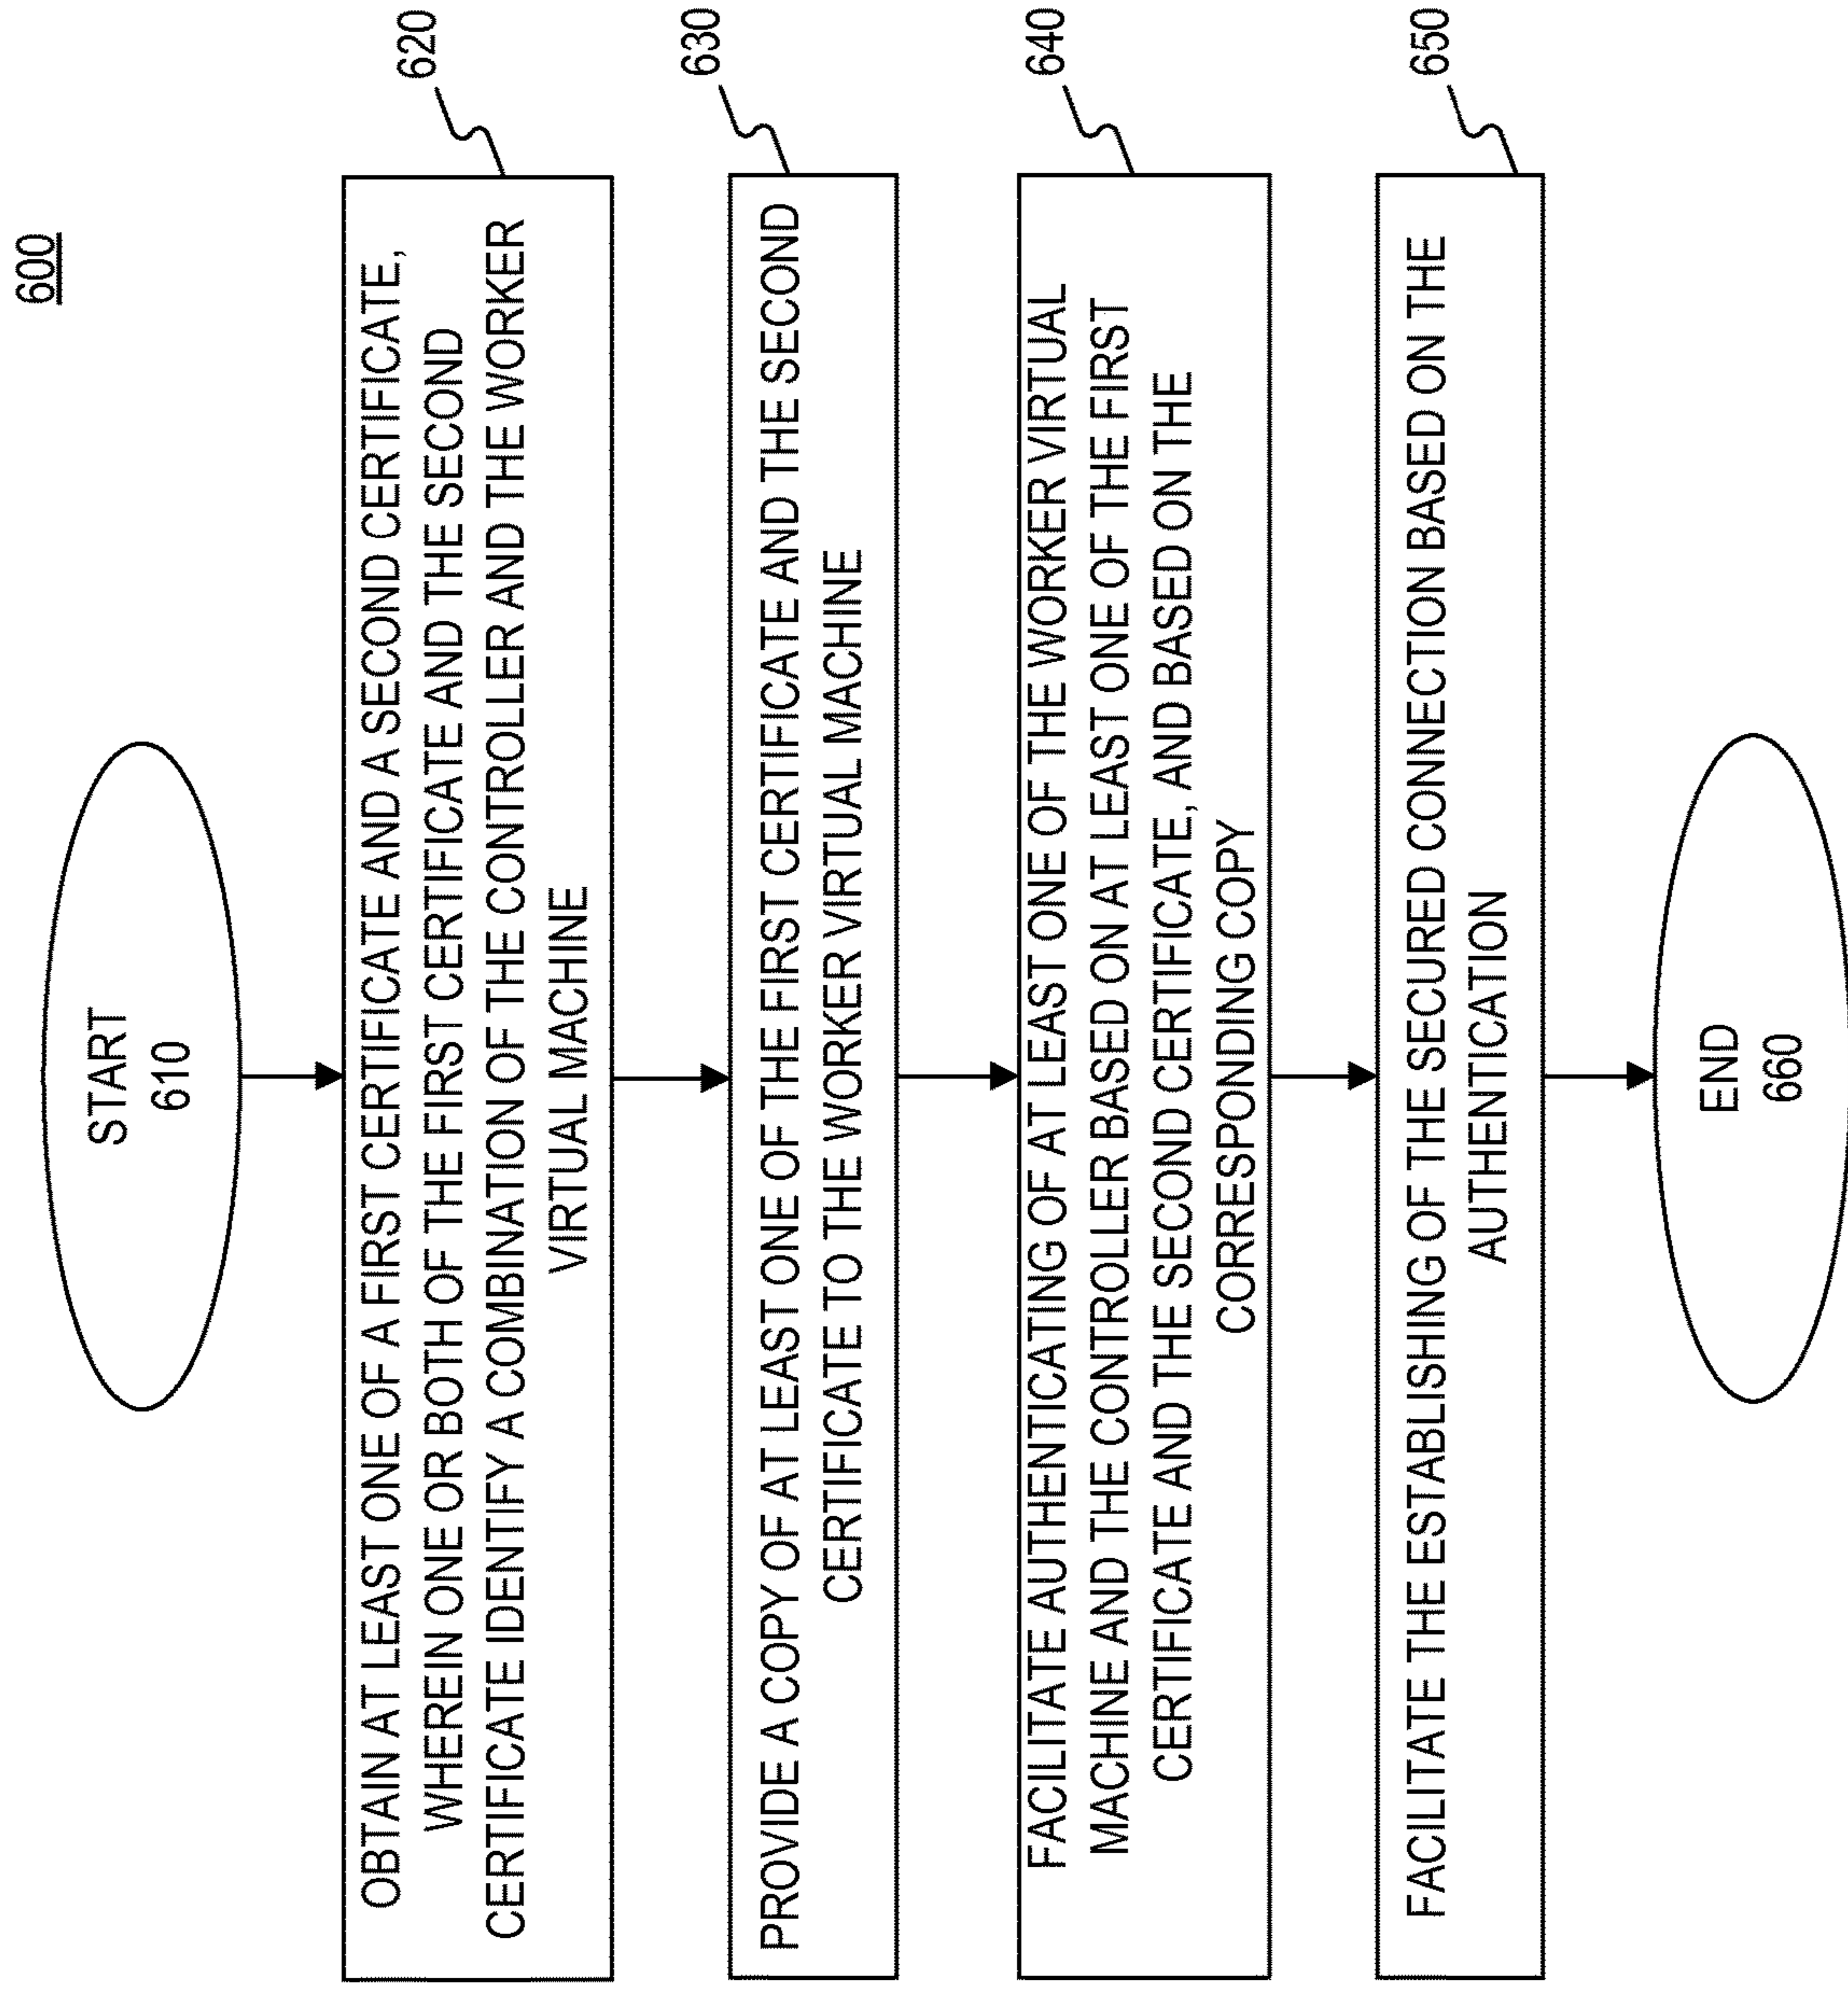 600
START
610
OBTAIN AT LEAST ONE OF A FIRST CERTIFICATE AND A SECOND CERTIFICATE,
WHEREIN ONE OR BOTH OF THE FIRST CERTIFICATE AND THE SECOND
CERTIFICATE IDENTIFY A COMBINATION OF THE CONTROLLER AND THE WORKER
VIRTUAL MACHINE
620
PROVIDE A COPY OF AT LEAST ONE OF THE FIRST CERTIFICATE AND THE SECOND
CERTIFICATE TO THE WORKER VIRTUAL MACHINE
630
FACILITATE AUTHENTICATING OF AT LEAST ONE OF THE WORKER VIRTUAL
MACHINE AND THE CONTROLLER BASED ON AT LEAST ONE OF THE FIRST
CERTIFICATE AND THE SECOND CERTIFICATE, AND BASED ON THE
CORRESPONDING COPY
640
FACILITATE THE ESTABLISHING OF THE SECURED CONNECTION BASED ON THE
AUTHENTICATION
650
END
660